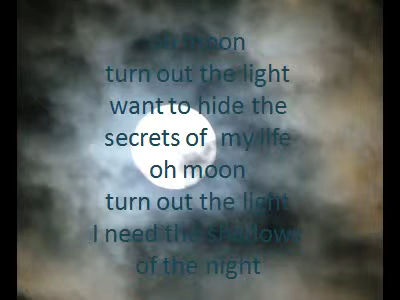 oh moon
turn out the light
want to hide the
secrets of my life
oh moon
turn out the light
I need the shadows
of the night